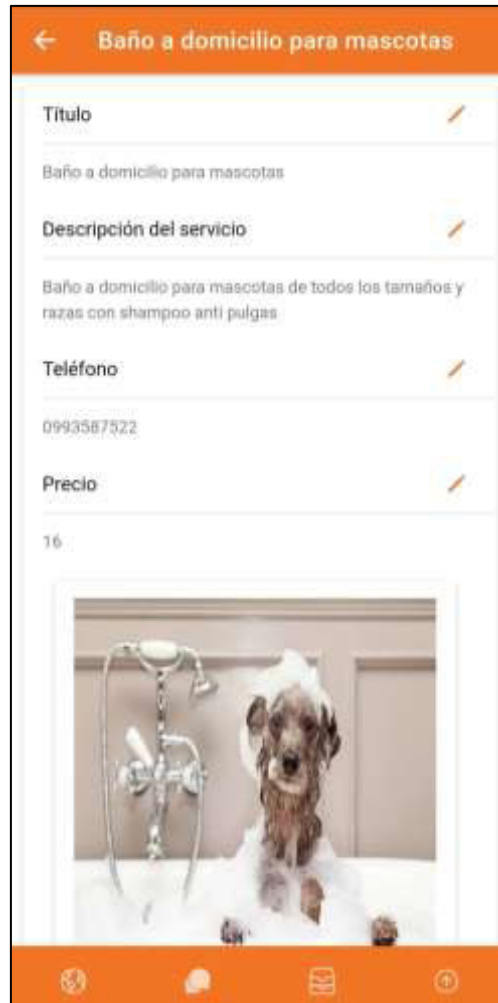 Baño a domicilio para mascotas
Título
Baño a domicilio para mascotas
Descripción del servicio
Baño a domicilio para mascotas de todos los tamaños y
razas con shampoo anti pulgas
Teléfono
0993587522
Precio
16